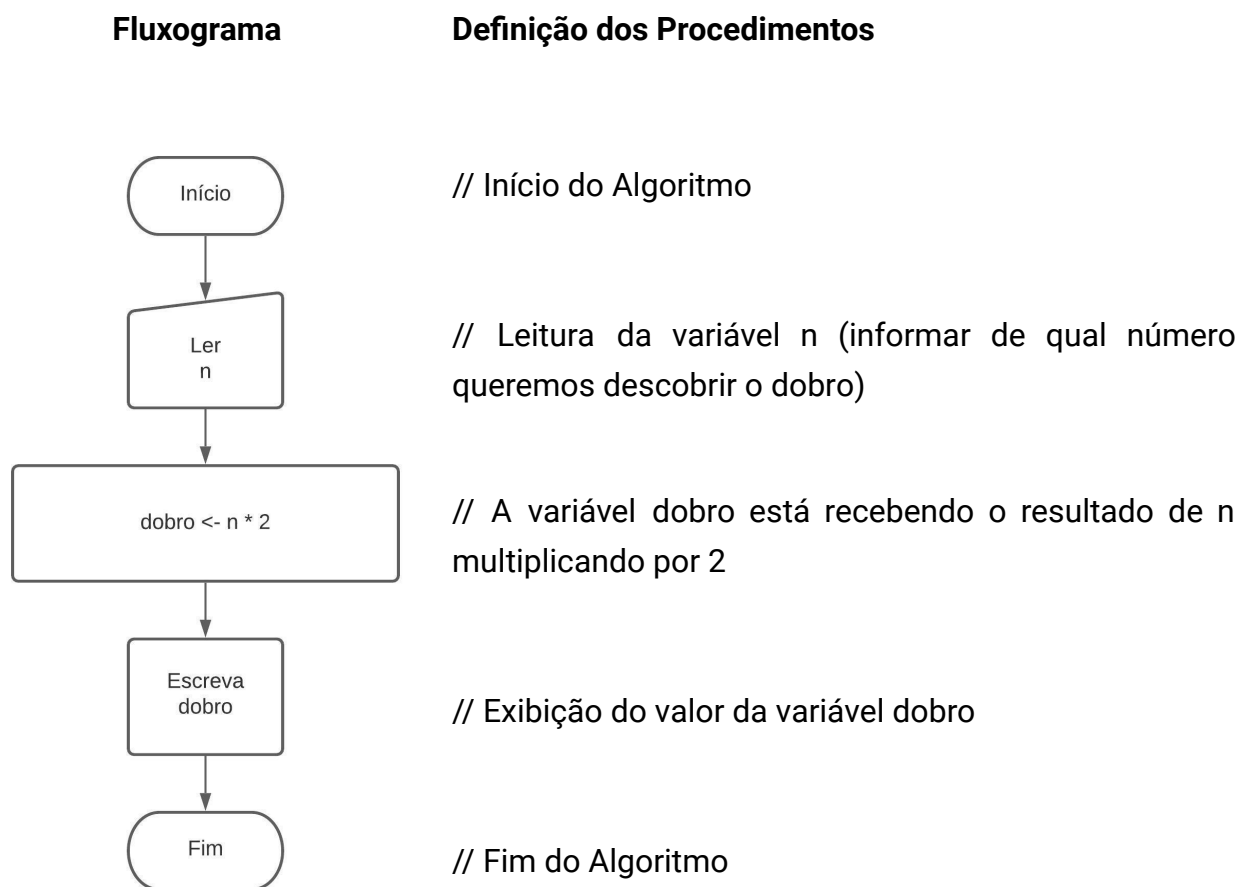 Fluxograma
Definição dos Procedimentos
Início
// Início do Algoritmo
Ler
n
// Leitura da variável n (informar de qual número
queremos descobrir o dobro)
dobro <- n * 2
// A variável dobro está recebendo o resultado de n
multiplicando por 2
Escreva
dobro
// Exibição do valor da variável dobro
Fim
// Fim do Algoritmo